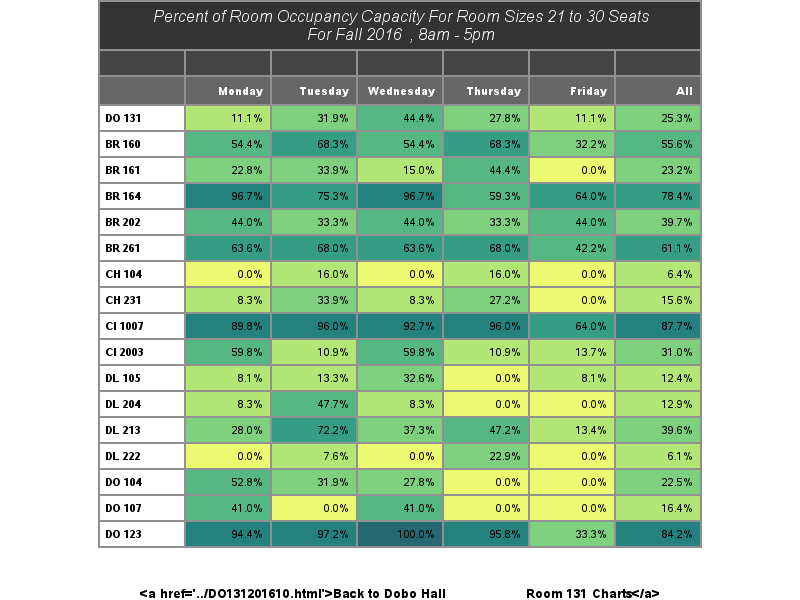 Percent of Room Occupancy Capacity For Room Sizes 21 to 30 Seats
For Fall 2016 , 8am - 5pm
Monday Tuesday Wednesday Thursday Friday All
DO 131 11.1% 31.9% 44.4% 27.8% 11.1% 25.3%
BR 160 54.4% 68.3% 54.4% 68.3% 32.2% 55.6%
BR 161 22.8% 33.9% 15.0% 44.4% 0.0% 23.2%
BR 164 96.7% 75.3% 96.7% 59.3% 64.0% 78.4%
BR 202 44.0% 33.3% 44.0% 33.3% 44.0% 39.7%
BR 261 63.6% 68.0% 63.6% 68.0% 42.2% 61.1%
CH 104 0.0% 16.0% 0.0% 16.0% 0.0% 6.4%
CH 231 8.3% 33.9% 8.3% 27.2% 0.0% 15.6%
CI 1007 89.8% 96.0% 92.7% 96.0% 64.0% 87.7%
CI 2003 59.8% 10.9% 59.8% 10.9% 13.7% 31.0%
DL 105 8.1% 13.3% 32.6% 0.0% 8.1% 12.4%
DL 204 8.3% 47.7% 8.3% 0.0% 0.0% 12.9%
DL 213 28.0% 72.2% 37.3% 47.2% 13.4% 39.6%
DL 222 0.0% 7.6% 0.0% 22.9% 0.0% 6.1%
DO 104 52.8% 31.9% 27.8% 0.0% 0.0% 22.5%
DO 107 41.0% 0.0% 41.0% 0.0% 0.0% 16.4%
DO 123 94.4% 97.2% 100.0% 95.8% 33.3% 84.2%
<a href='../DO131201610.html'>Back to Dobo Hall Room 131 Charts</a>